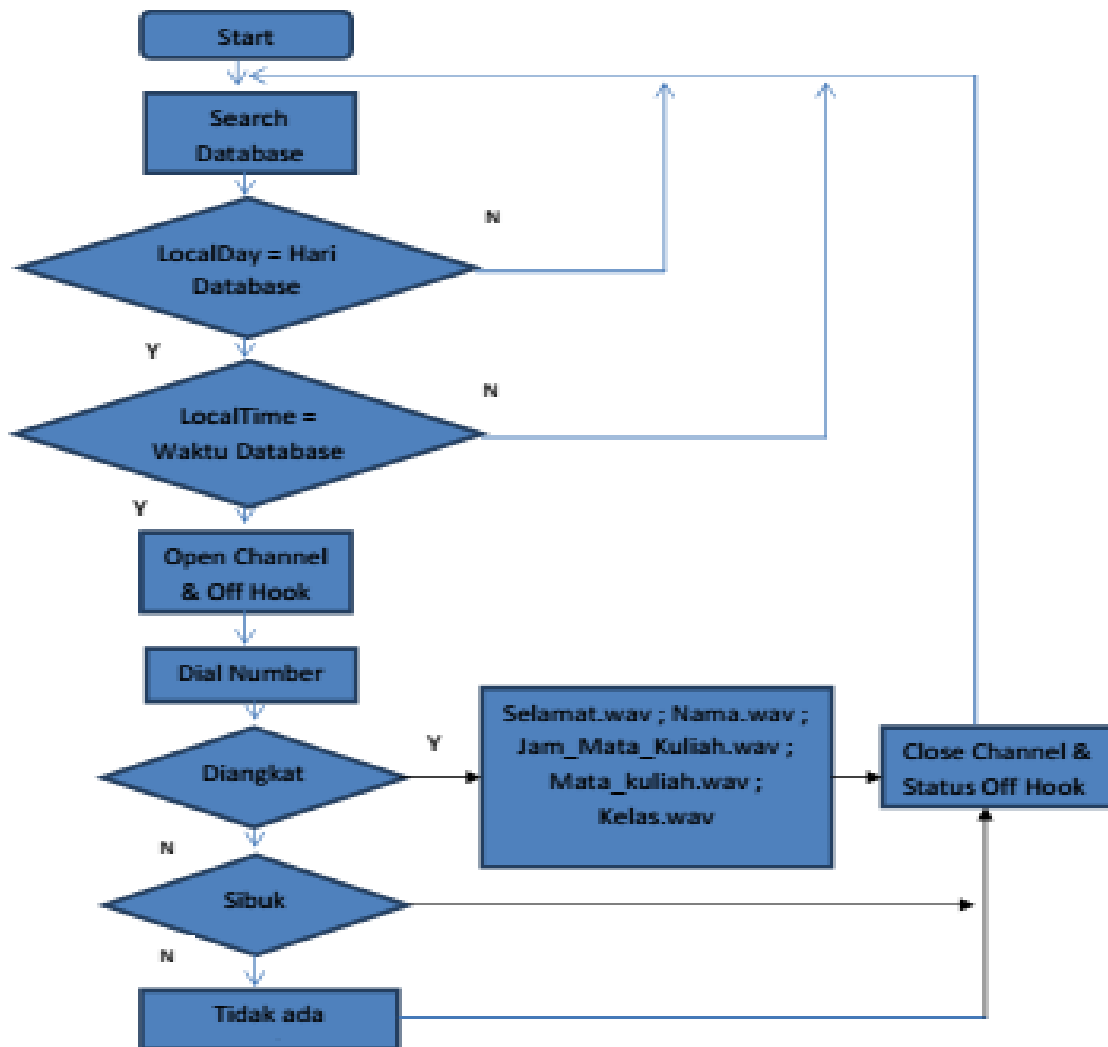 Start
Search
Database
N
LocalDay = Hari
Database
Y
N
LocalTime =
Waktu Database
Y
Open Channel
& Off Hook
Dial Number
Diangkat
Y
Selamat.wav ; Nama.wav ;
Jam_Mata_Kuliah.wav ;
Mata_kuliah.wav ;
Kelas.wav
Close Channel &
Status Off Hook
N
Sibuk
N
Tidak ada